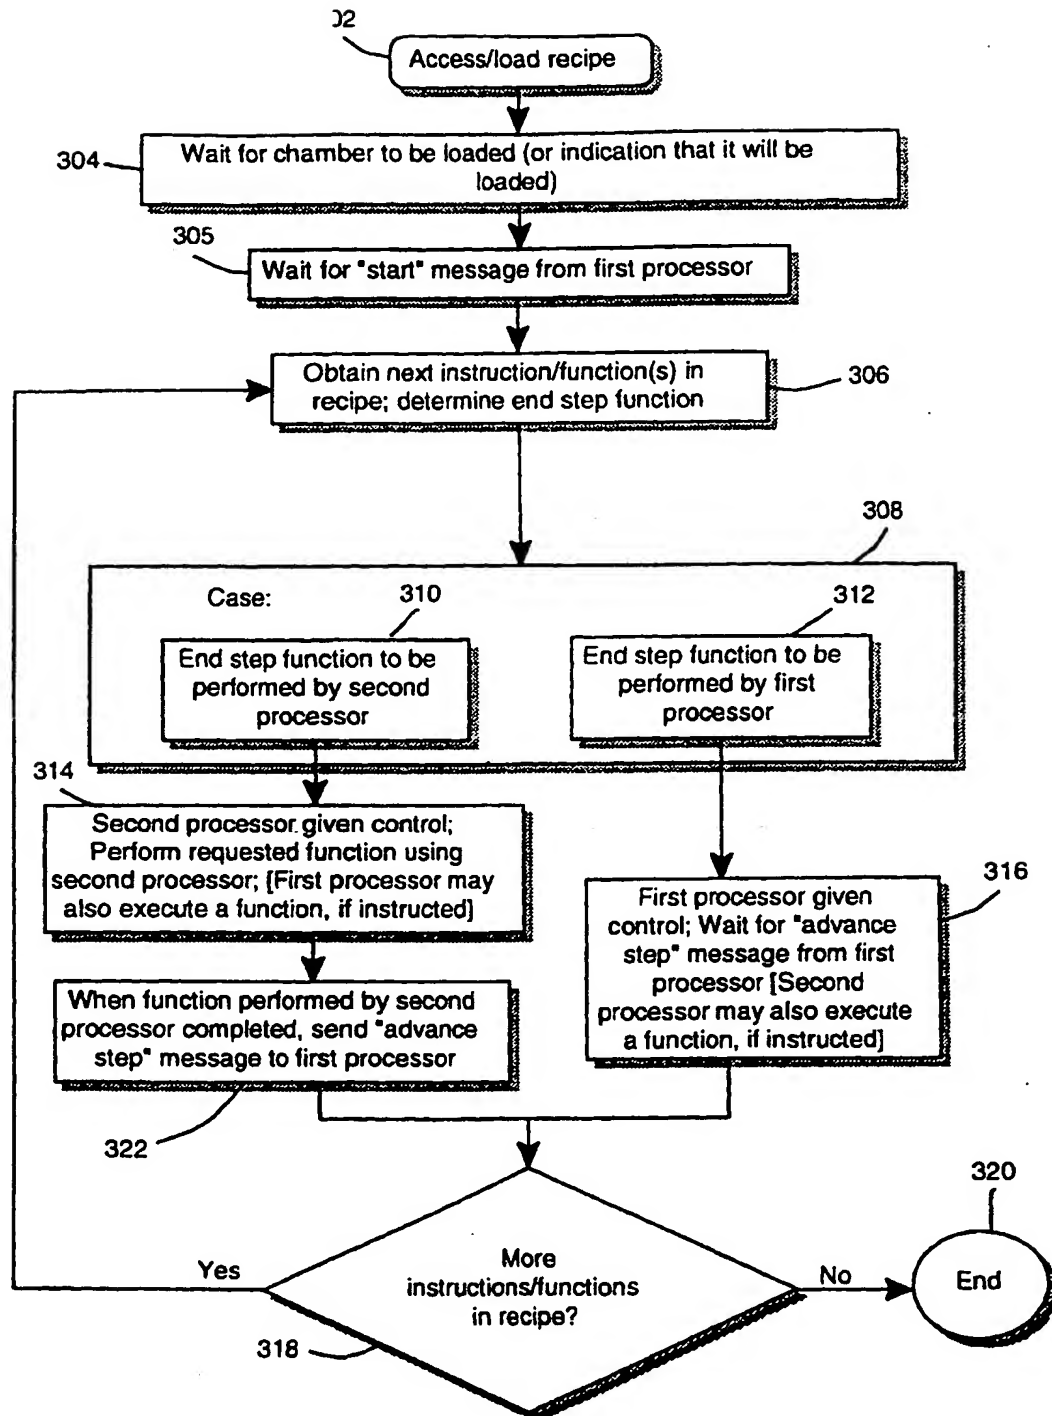 02
Access/load recipe
304
Wait for chamber to be loaded (or indication that it will be
loaded)
305
Wait for "start" message from first processor
Obtain next instruction/function(s) in
recipe; determine end step function
306
308
Case:
310
312
End step function to be
performed by second
processor
End step function to be
performed by first
processor
314
Second processor given control;
Perform requested function using
second processor; [First processor may
also execute a function, if instructed]
316
First processor given
control; Wait for "advance
step" message from first
processor [Second
processor may also execute
a function, if instructed]
When function performed by second
processor completed, send "advance
step" message to first processor
322
320
Yes
More
instructions/functions
in recipe?
No
End
318